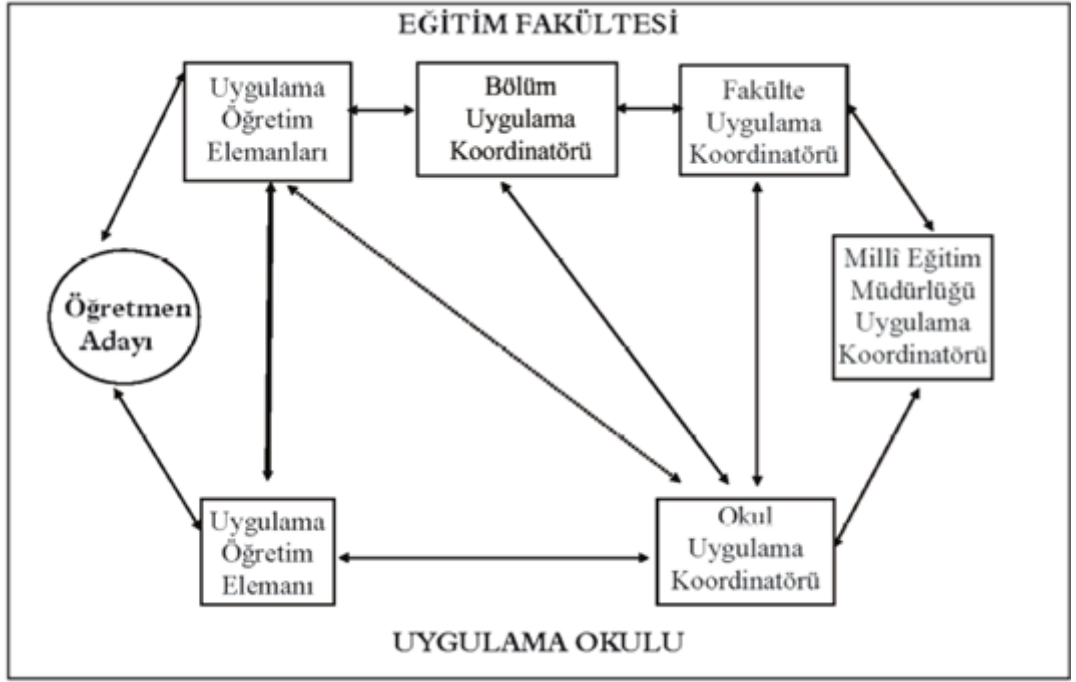 EĞİTİM FAKÜLTESİ
Uygulama
Öğretim
Elemanları
Bölüm
Uygulama
Koordinatörü
Fakülte
Uygulama
Koordinatörü
Öğretmen
Adayı
Millî Eğitim
Müdürlüğü
Uygulama
Koordinatörü
Uygulama
Öğretim
Elemanı
Okul
Uygulama
Koordinatörü
UYGULAMA OKULU